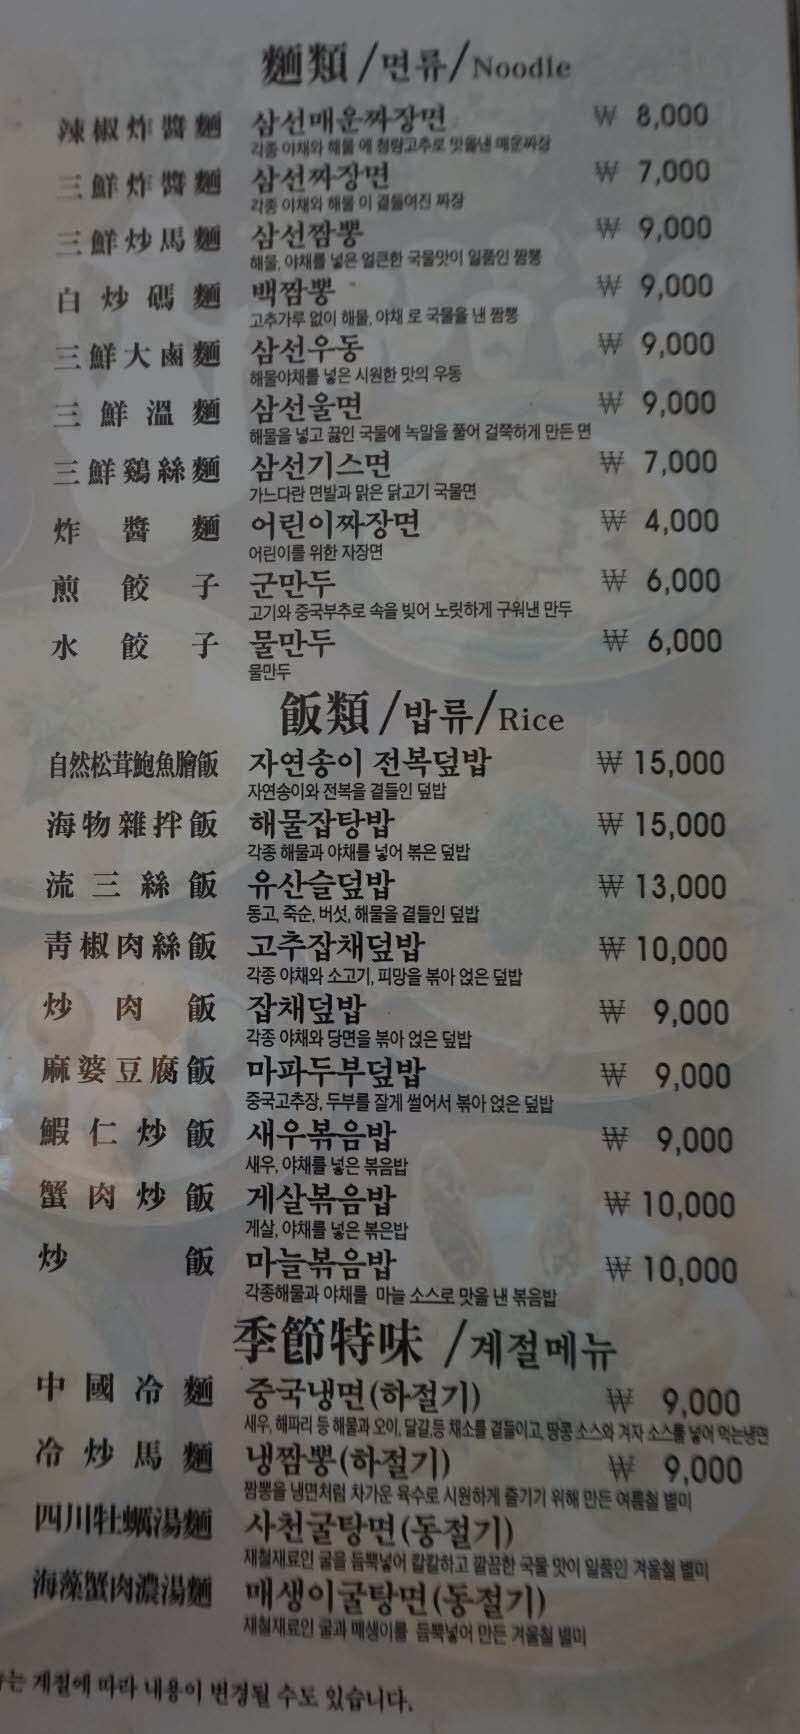 麵類/면류/Noodle
辣椒炸醬麵 삼선매운짜장면 ₩ 8,000
각종 야채와 해물 에 청량고추로 맛을낸 매운짜장
三鮮炸醬麵 삼선짜장면 ₩ 7,000
각종 야채와 해물 이 곁들여진 짜장
三鮮炒馬麵 삼선짬뽕 ₩ 9,000
해물, 야채를 넣은 얼큰한 국물맛이 일품인 짬뽕
白炒碼麵 백짬뽕 ₩ 9,000
고추가루 없이 해물, 야채 로 국물을 낸 짬뽕
三鮮大鹵麵 삼선우동 ₩ 9,000
해물야채를 넣은 시원한 맛의 우동
三鮮溫麵 삼선울면 ₩ 9,000
해물을 넣고 끓인 국물에 녹말을 풀어 걸쭉하게 만든 면
三鮮鷄絲麵 삼선기스면 ₩ 7,000
가느다란 면발과 맑은 닭고기 국물면
炸醬麵 어린이짜장면 ₩ 4,000
어린이를 위한 자장면
煎餃子 군만두 ₩ 6,000
고기와 중국부추로 속을 빚어 노릿하게 구워낸 만두
水餃子 물만두 ₩ 6,000
물만두
飯類/밥류/Rice
自然松茸鮑魚膾飯 자연송이 전복덮밥 ₩ 15,000
자연송이와 전복을 곁들인 덮밥
海物雜拌飯 해물잡탕밥 ₩ 15,000
각종 해물과 야채를 넣어 볶은 덮밥
流三絲飯 유산슬덮밥 ₩ 13,000
동고, 죽순, 버섯, 해물을 곁들인 덮밥
靑椒肉絲飯 고추잡채덮밥 ₩ 10,000
각종 야채와 소고기, 피망을 볶아 얹은 덮밥
炒肉飯 잡채덮밥 ₩ 9,000
각종 야채와 당면을 볶아 얹은 덮밥
麻婆豆腐飯 마파두부덮밥 ₩ 9,000
중국고추장, 두부를 잘게 썰어서 볶아 얹은 덮밥
鰕仁炒飯 새우볶음밥 ₩ 9,000
새우, 야채를 넣은 볶음밥
蟹肉炒飯 게살볶음밥 ₩ 10,000
게살, 야채를 넣은 볶은밥
炒飯 마늘볶음밥 ₩ 10,000
각종해물과 야채를 마늘 소스로 맛을 낸 볶음밥
季節特味 /계절메뉴
中國冷麵 중국냉면(하절기) ₩ 9,000
새우, 해파리 등 해물과 오이, 달걀,등 채소를 곁들이고, 땅콩 소스와 겨자 소스를 넣어 먹는냉면
冷炒馬麵 냉짬뽕(하절기) ₩ 9,000
짬뽕을 냉면처럼 차가운 육수로 시원하게 즐기기 위해 만든 여름철 별미
四川牡蠣湯麵 사천굴탕면(동절기)
재철재료인 굴을 듬뿍넣어 칼칼하고 깔끔한 국물 맛이 일품인 겨울철 별미
海藻蟹肉濃湯麵 매생이굴탕면(동절기)
재철재료인 굴과 매생이를 듬뿍넣어 만든 겨울철 별미
는 계절에 따라 내용이 변경될 수도 있습니다.